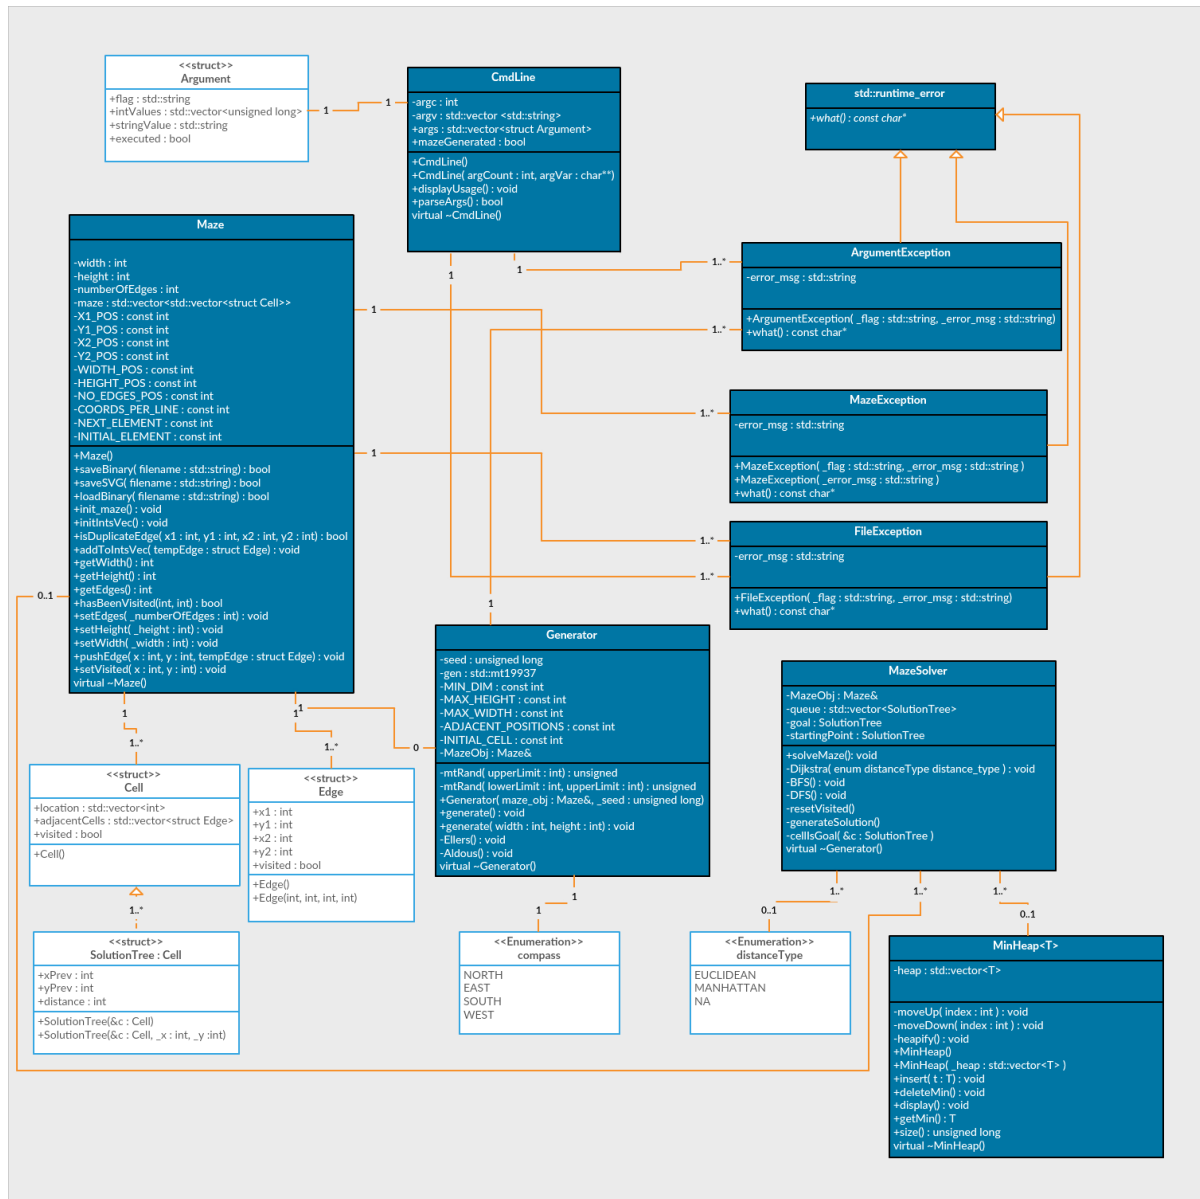 <<struct>>
Argument
+flag : std::string
+intValues : std::vector<unsigned long>
+stringValue : std::string
+executed : bool
1
1
CmdLine
-argc : int
-argv : std::vector <std::string>
+args : std::vector<struct Argument>
+mazeGenerated : bool
+CmdLine()
+CmdLine( argCount : int, argVar : char**)
+displayUsage() : void
+parseArgs() : bool
virtual ~CmdLine()
std::runtime_error
+what() : const char*
1
1
1..*
ArgumentException
-error_msg : std::string
+ArgumentException( _flag : std::string, _error_msg : std::string)
+what() : const char*
1..*
Maze
-width : int
-height : int
-numberOfEdges : int
-maze : std::vector<std::vector<struct Cell>>
-X1_POS : const int
-Y1_POS : const int
-X2_POS : const int
-Y2_POS : const int
-WIDTH_POS : const int
-HEIGHT_POS : const int
-NO_EDGES_POS : const int
-COORDS_PER_LINE : const int
-NEXT_ELEMENT : const int
-INITIAL_ELEMENT : const int
+Maze()
+saveBinary( filename : std::string) : bool
+saveSVG( filename : std::string) : bool
+loadBinary( filename : std::string) : bool
+init_maze() : void
+initIntsVec() : void
+isDuplicateEdge( x1 : int, y1 : int, x2 : int, y2 : int) : bool
+addToIntsVec( tempEdge : struct Edge) : void
+getWidth() : int
+getHeight() : int
+getEdges() : int
+hasBeenVisited(int, int) : bool
+setEdges( _numberOfEdges : int) : void
+setHeight( _height : int) : void
+setWidth( _width : int) : void
+pushEdge( x : int, y : int, tempEdge : struct Edge) : void
+setVisited( x : int, y : int) : void
virtual ~Maze()
1
1
0..1
1..*
MazeException
-error_msg : std::string
+MazeException( _flag : std::string, _error_msg : std::string )
+MazeException( _error_msg : std::string )
+what() : const char*
1..*
1..*
FileException
-error_msg : std::string
+FileException( _flag : std::string, _error_msg : std::string)
+what() : const char*
1
Generator
-seed : unsigned long
-gen : std::mt19937
-MIN_DIM : const int
-MAX_HEIGHT : const int
-MAX_WIDTH : const int
-ADJACENT_POSITIONS : const int
-INITIAL_CELL : const int
-MazeObj : Maze&
-mtRand( upperLimit : int) : unsigned
-mtRand( lowerLimit : int, upperLimit : int) : unsigned
+Generator( maze_obj : Maze&, _seed : unsigned long)
+generate() : void
+generate( width : int, height : int) : void
-Ellers() : void
-Aldous() : void
virtual ~Generator()
MazeSolver
-MazeObj : Maze&
-queue : std::vector<SolutionTree>
-goal : SolutionTree
-startingPoint : SolutionTree
+solveMaze(): void
-Dijkstra( enum distanceType distance_type ) : void
-BFS() : void
-DFS() : void
-resetVisited()
-generateSolution()
-cellIsGoal( &c : SolutionTree )
virtual ~Generator()
1
1
1
0
1..*
1..*
<<struct>>
Cell
+location : std::vector<int>
+adjacentCells : std::vector<struct Edge>
+visited : bool
+Cell()
<<struct>>
Edge
+x1 : int
+y1 : int
+x2 : int
+y2 : int
+visited : bool
+Edge()
+Edge(int, int, int, int)
1..*
<<struct>>
SolutionTree : Cell
+xPrev : int
+yPrev : int
+distance : int
+SolutionTree(&c : Cell)
+SolutionTree(&c : Cell, _x : int, _y :int)
1
1
<<Enumeration>>
compass
NORTH
EAST
SOUTH
WEST
1..*
1..*
1..*
0..1
0..1
<<Enumeration>>
distanceType
EUCLIDEAN
MANHATTAN
NA
MinHeap<T>
-heap : std::vector<T>
-moveUp( index : int ) : void
-moveDown( index : int ) : void
-heapify() : void
+MinHeap()
+MinHeap( _heap : std::vector<T> )
+insert( t : T) : void
+deleteMin() : void
+display() : void
+getMin() : T
+size() : unsigned long
virtual ~MinHeap()